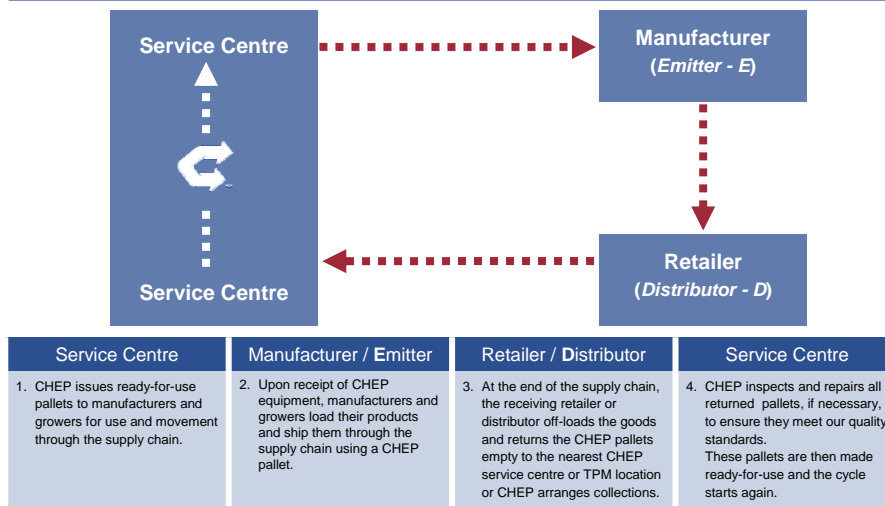 Service Centre
Manufacturer
(Emitter - E)
Service Centre
Retailer
(Distributor - D)
Service Centre
1. CHEP issues ready-for-use
pallets to manufacturers and
growers for use and movement
through the supply chain.
Manufacturer / Emitter
2. Upon receipt of CHEP
equipment, manufacturers and
growers load their products
and ship them through the
supply chain using a CHEP
pallet.
Retailer / Distributor
3. At the end of the supply chain,
the receiving retailer or
distributor off-loads the goods
and returns the CHEP pallets
empty to the nearest CHEP
service centre or TPM location
or CHEP arranges collections.
Service Centre
4. CHEP inspects and repairs all
returned pallets, if necessary,
to ensure they meet our quality
standards.
These pallets are then made
ready-for-use and the cycle
starts again.